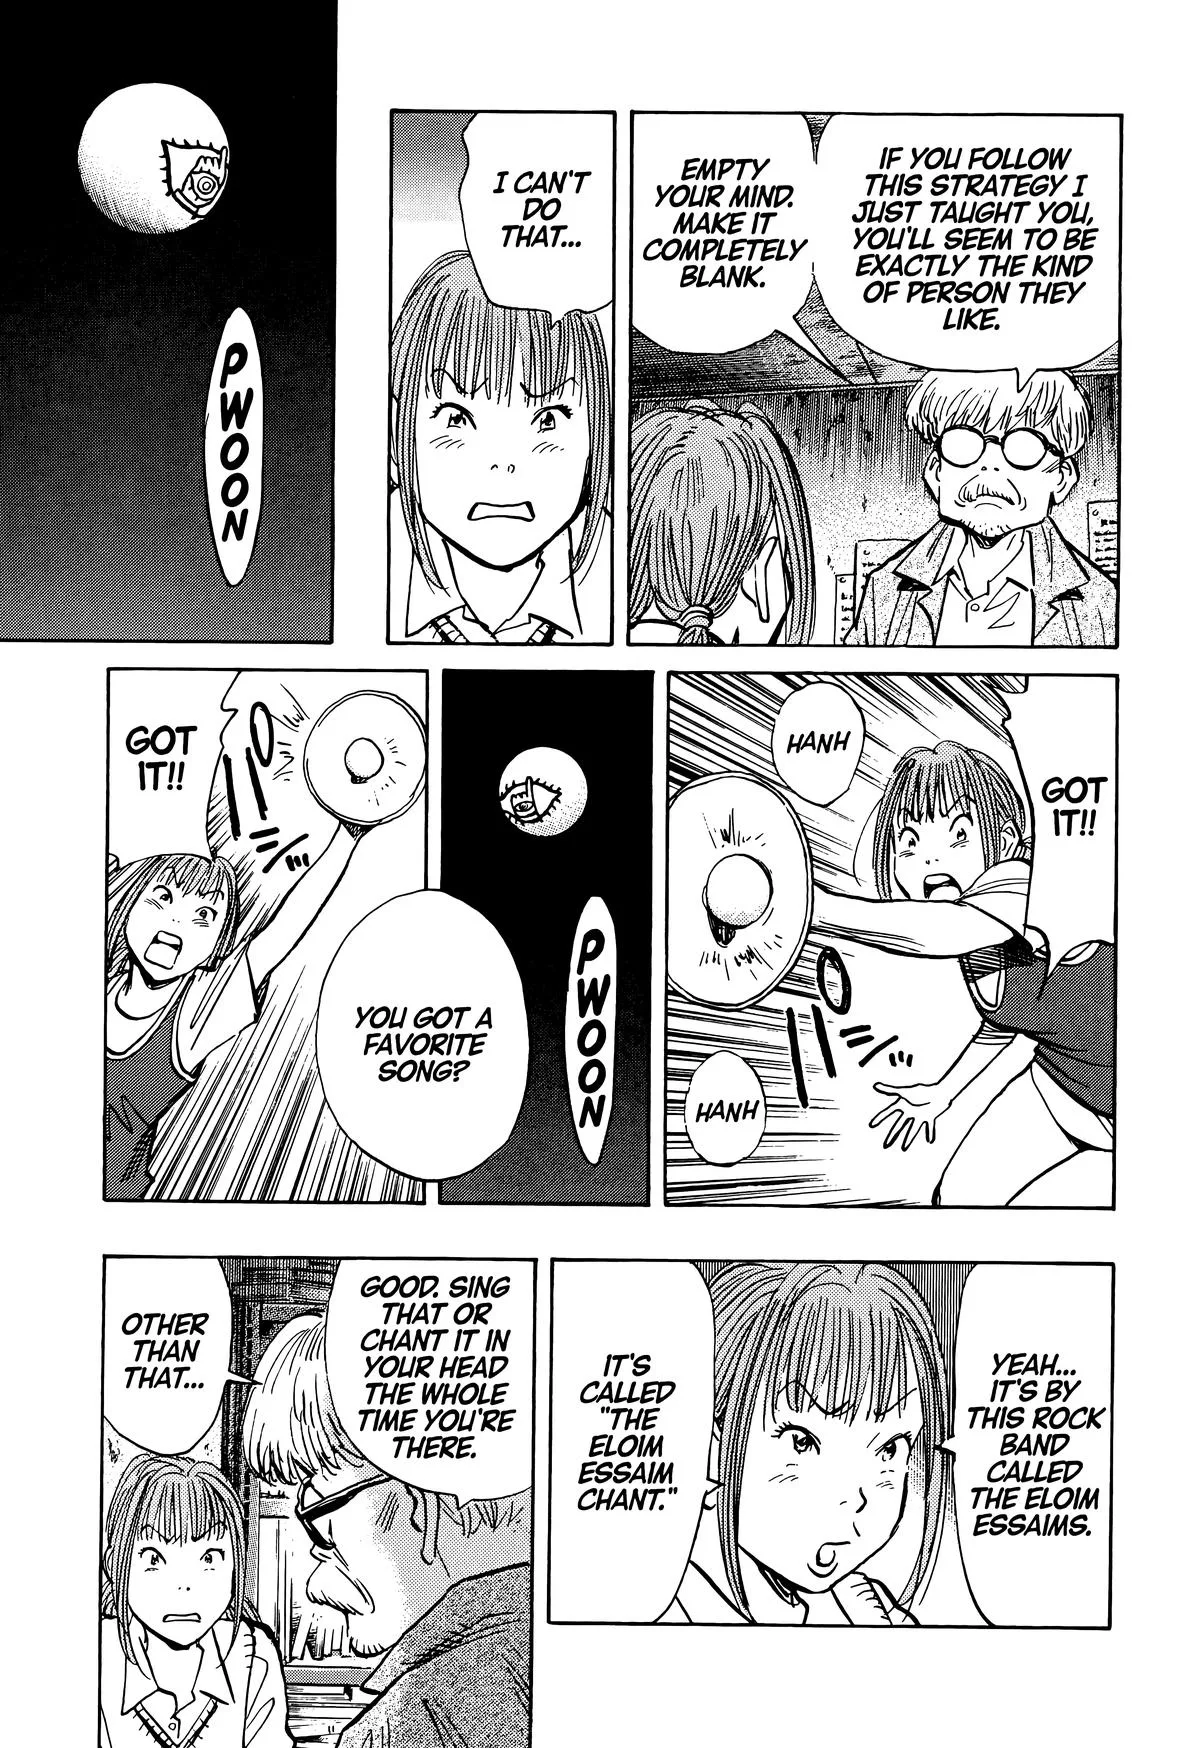 IF YOU FOLLOW
THIS STRATEGY I
JUST TAUGHT YOU,
YOU'LL SEEM TO BE
EXACTLY THE KIND
OF PERSON THEY
LIKE.
EMPTY
YOUR MIND.
MAKE IT
COMPLETELY
BLANK.
I CAN'T
DO
THAT...
PWOON
GOT
IT!!
HANH
HANH
PWOON
GOT
IT!!
YOU GOT A
FAVORITE
SONG?
YEAH...
IT'S BY
THIS ROCK
BAND
CALLED
THE ELOIM
ESSAIMS.
IT'S
CALLED
"THE
ELOIM
ESSAIM
CHANT."
GOOD. SING
THAT OR
CHANT IT IN
YOUR HEAD
THE WHOLE
TIME YOU'RE
THERE.
OTHER
THAN
THAT...